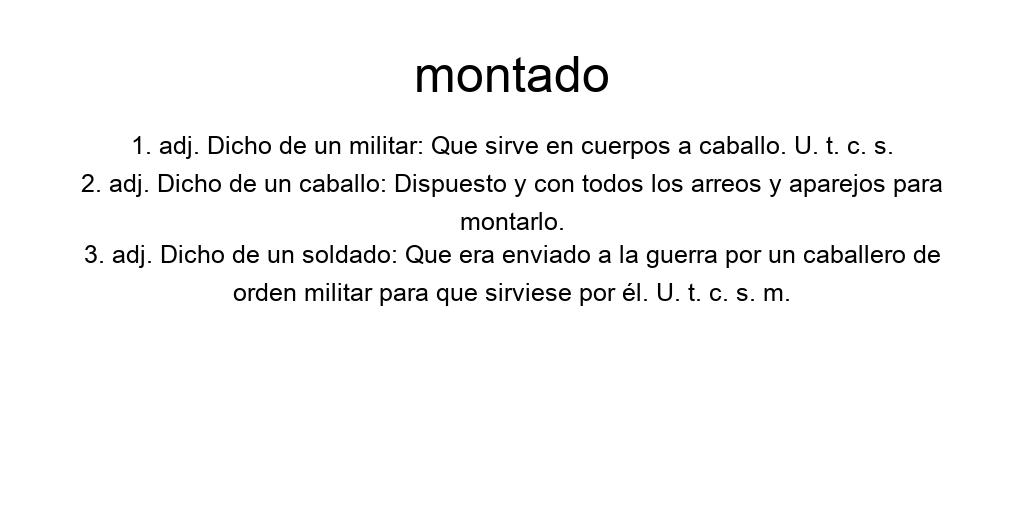 montado
1. adj. Dicho de un militar: Que sirve en cuerpos a caballo. U. t. c. s.
2. adj. Dicho de un caballo: Dispuesto y con todos los arreos y aparejos para
montarlo.
3. adj. Dicho de un soldado: Que era enviado a la guerra por un caballero de
orden militar para que sirviese por él. U. t. c. s. m.